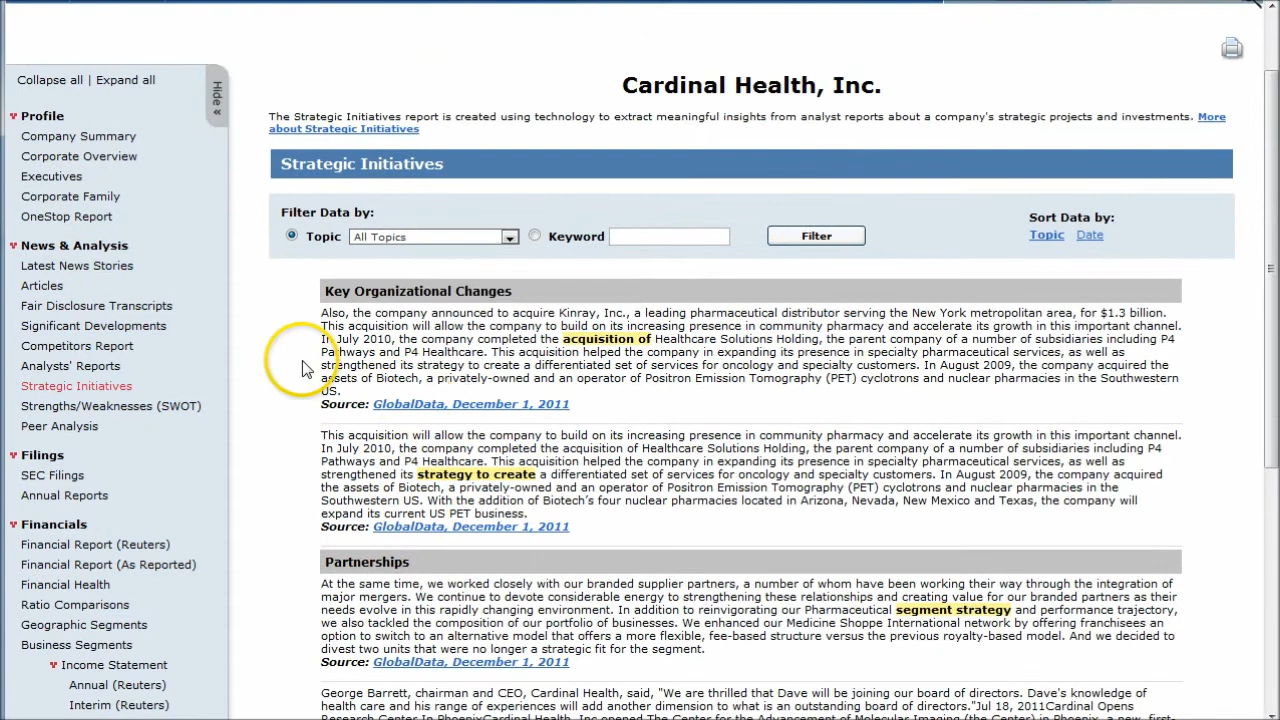 Collapse all | Expand all
Hide «
Profile
Company Summary
Corporate Overview
Executives
Corporate Family
OneStop Report
News & Analysis
Latest News Stories
Articles
Fair Disclosure Transcripts
Significant Developments
Competitors Report
Analysts' Reports
Strategic Initiatives
Strengths/Weaknesses (SWOT)
Peer Analysis
Filings
SEC Filings
Annual Reports
Financials
Financial Report (Reuters)
Financial Report (As Reported)
Financial Health
Ratio Comparisons
Geographic Segments
Business Segments
Income Statement
Annual (Reuters)
Interim (Reuters)
Cardinal Health, Inc.
The Strategic Initiatives report is created using technology to extract meaningful insights from analyst reports about a company's strategic projects and investments. More
about Strategic Initiatives
Strategic Initiatives
Filter Data by:
Topic All Topics Keyword Filter
Sort Data by:
Topic Date
Key Organizational Changes
Also, the company announced to acquire Kinray, Inc., a leading pharmaceutical distributor serving the New York metropolitan area, for $1.3 billion.
This acquisition will allow the company to build on its increasing presence in community pharmacy and accelerate its growth in this important channel.
In July 2010, the company completed the acquisition of Healthcare Solutions Holding, the parent company of a number of subsidiaries including P4
Pathways and P4 Healthcare. This acquisition helped the company in expanding its presence in specialty pharmaceutical services, as well as
strengthened its strategy to create a differentiated set of services for oncology and specialty customers. In August 2009, the company acquired the
assets of Biotech, a privately-owned and an operator of Positron Emission Tomography (PET) cyclotrons and nuclear pharmacies in the Southwestern
US.
Source: GlobalData, December 1, 2011
This acquisition will allow the company to build on its increasing presence in community pharmacy and accelerate its growth in this important channel.
In July 2010, the company completed the acquisition of Healthcare Solutions Holding, the parent company of a number of subsidiaries including P4
Pathways and P4 Healthcare. This acquisition helped the company in expanding its presence in specialty pharmaceutical services, as well as
strengthened its strategy to create a differentiated set of services for oncology and specialty customers. In August 2009, the company acquired
the assets of Biotech, a privately-owned and an operator of Positron Emission Tomography (PET) cyclotrons and nuclear pharmacies in the
Southwestern US. With the addition of Biotech's four nuclear pharmacies located in Arizona, Nevada, New Mexico and Texas, the company will
expand its current US PET business.
Source: GlobalData, December 1, 2011
Partnerships
At the same time, we worked closely with our branded supplier partners, a number of whom have been working their way through the integration of
major mergers. We continue to devote considerable energy to strengthening these relationships and creating value for our branded partners as their
needs evolve in this rapidly changing environment. In addition to reinvigorating our Pharmaceutical segment strategy and performance trajectory,
we also tackled the composition of our portfolio of businesses. We enhanced our Medicine Shoppe International network by offering franchisees an
option to switch to an alternative model that offers a more flexible, fee-based structure versus the previous royalty-based model. And we decided to
divest two units that were no longer a strategic fit for the segment.
Source: GlobalData, December 1, 2011
George Barrett, chairman and CEO, Cardinal Health, said, "We are thrilled that Dave will be joining our board of directors. Dave's knowledge of
health care and his range of experiences will add another dimension to what is an outstanding board of directors."Jul 18, 2011Cardinal Opens
Research Center In PhoenixCardinal Health, Inc opened The Center for the Advancement of Molecular Imaging (the Center) in Phoenix, a new, first-